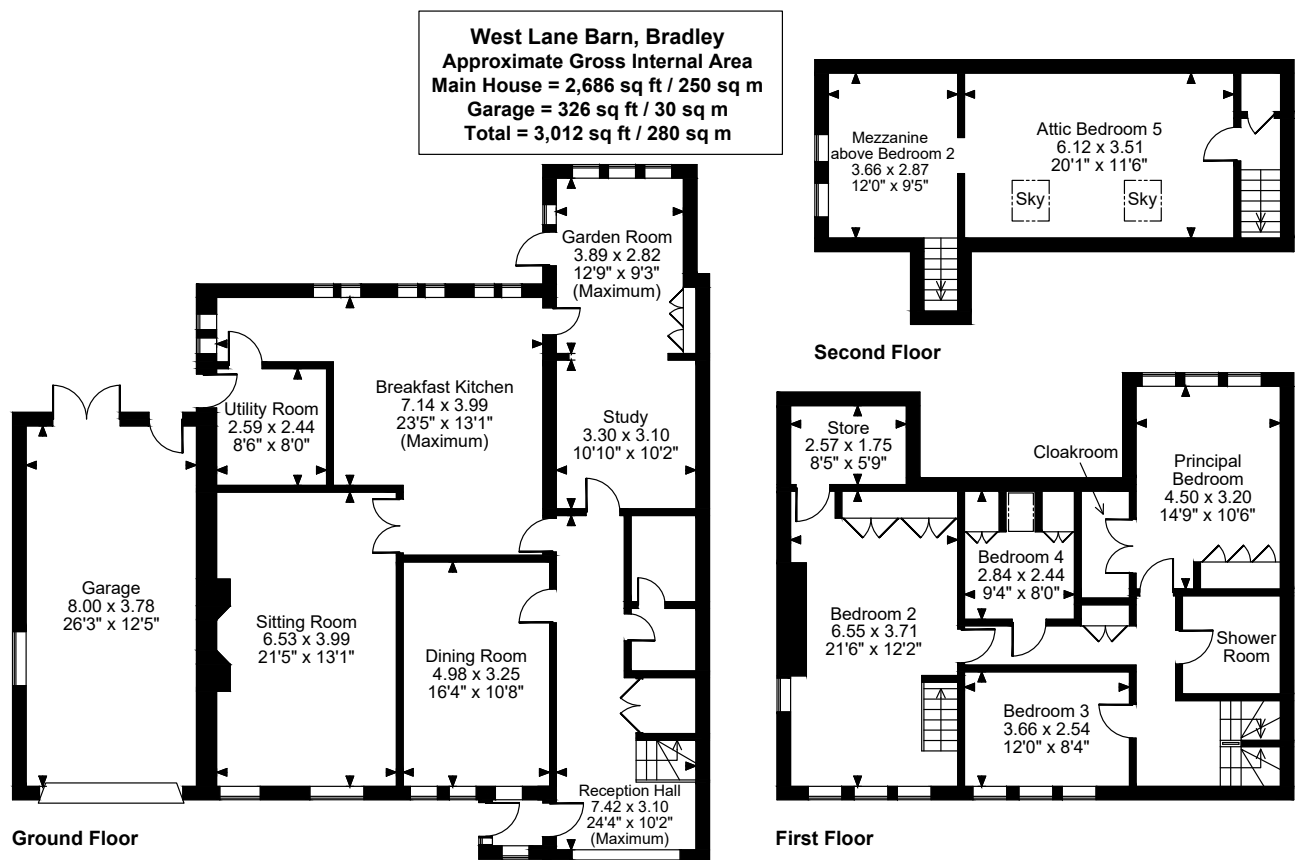 West Lane Barn, Bradley
Approximate Gross Internal Area
Main House = 2,686 sq ft / 250 sq m
Garage = 326 sq ft / 30 sq m
Total = 3,012 sq ft / 280 sq m
Garden Room
3.89 x 2.82
12'9" x 9'3"
(Maximum)
Breakfast Kitchen
7.14 x 3.99
23'5" x 13'1"
(Maximum)
Utility Room
2.59 x 2.44
8'6" x 8'0"
Study
3.30 x 3.10
10'10" x 10'2"
Garage
8.00 x 3.78
26'3" x 12'5"
Sitting Room
6.53 x 3.99
21'5" x 13'1"
Dining Room
4.98 x 3.25
16'4" x 10'8"
Reception Hall
7.42 x 3.10
24'4" x 10'2"
(Maximum)
Ground Floor
Mezzanine
above Bedroom 2
3.66 x 2.87
12'0" x 9'5"
Attic Bedroom 5
6.12 x 3.51
20'1" x 11'6"
Sky
Sky
Second Floor
Store
2.57 x 1.75
8'5" x 5'9"
Cloakroom
Principal
Bedroom
4.50 x 3.20
14'9" x 10'6"
Bedroom 4
2.84 x 2.44
9'4" x 8'0"
Bedroom 2
6.55 x 3.71
21'6" x 12'2"
Shower
Room
Bedroom 3
3.66 x 2.54
12'0" x 8'4"
First Floor